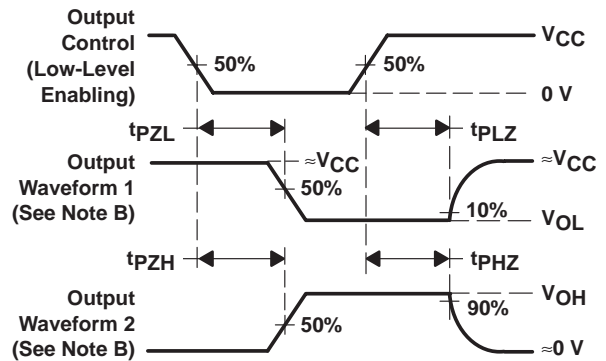 Output
Control
(Low-Level
Enabling)
50%
50%
VCC
0 V
tPZL
tPLZ
Output
Waveform 1
(See Note B)
≈VCC
50%
10%
≈VCC
VOL
tPZH
tPHZ
Output
Waveform 2
(See Note B)
50%
90%
VOH
≈0 V